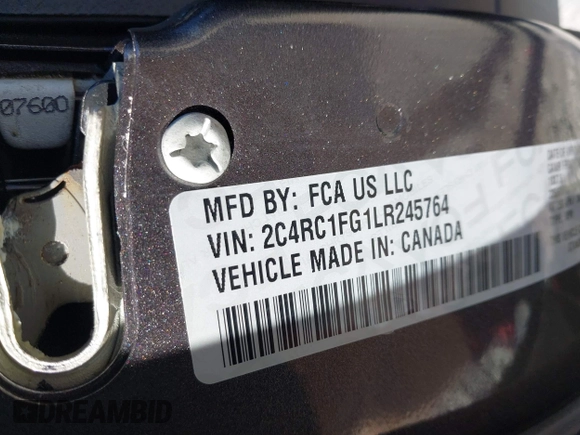 07600
MFD BY: FCA US LLC
VIN: 2C4RC1FG1LR245764
VEHICLE MADE IN: CANADA
DREAMBID